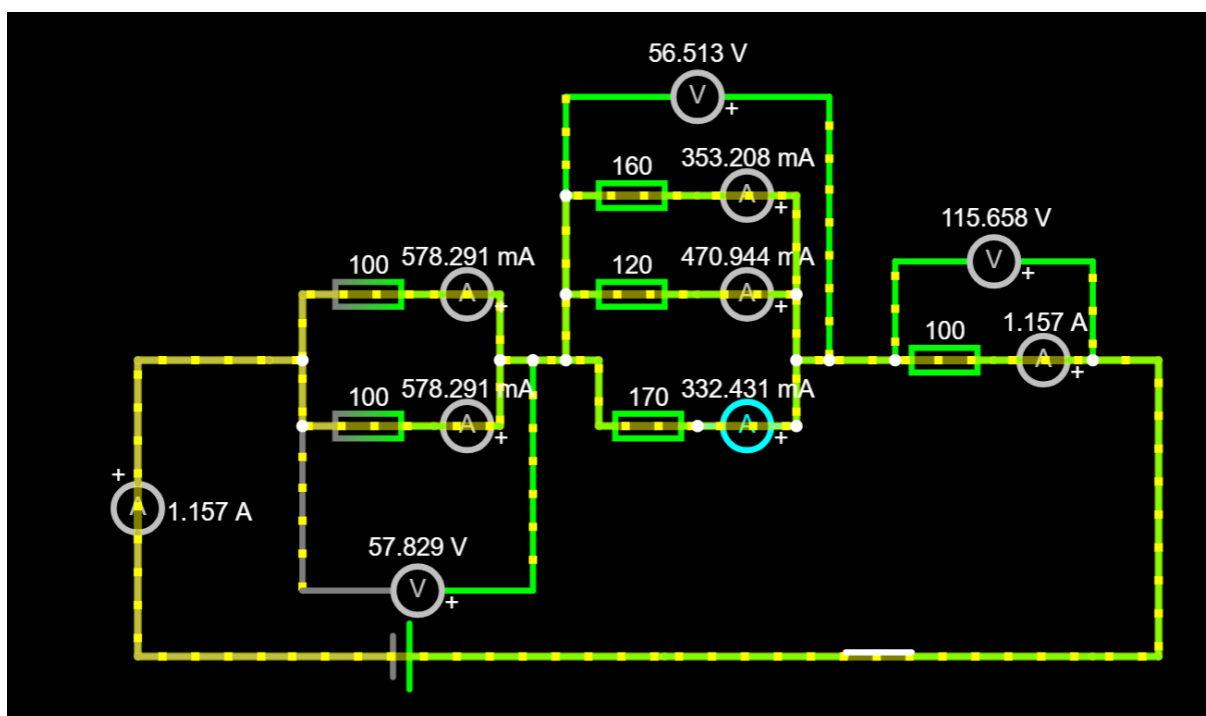 56.513 V
V
+
160
353.208 mA
A
+
115.658 V
V
+
100
578.291 mA
A
+
120
470.944 mA
A
+
100
1.157 A
A
+
100
578.291 mA
A
+
170
332.431 mA
A
+
+
A
1.157 A
57.829 V
V
+